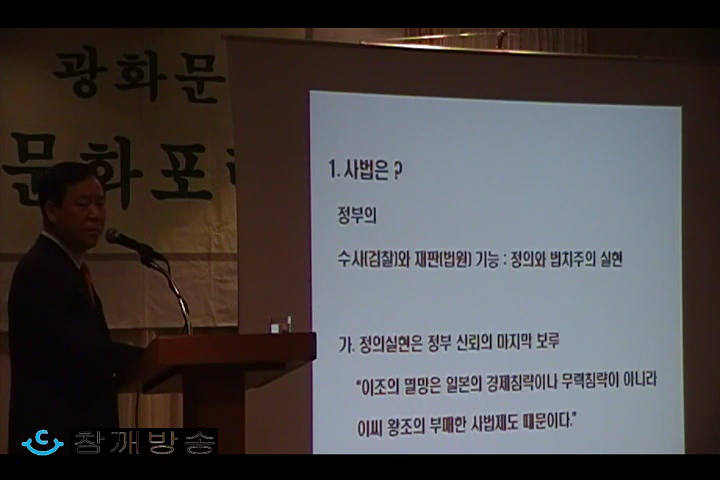 광화문
문화포
1. 사법은 ?
정부의
수사(검찰)와 재판(법원) 기능 : 정의와 법치주의 실현
가. 정의실현은 정부 신뢰의 마지막 보루
"이조의 멸망은 일본의 경제침략이나 무력침략이 아니라
이씨 왕조의 부패한 사법제도 때문이다."
참깨방송